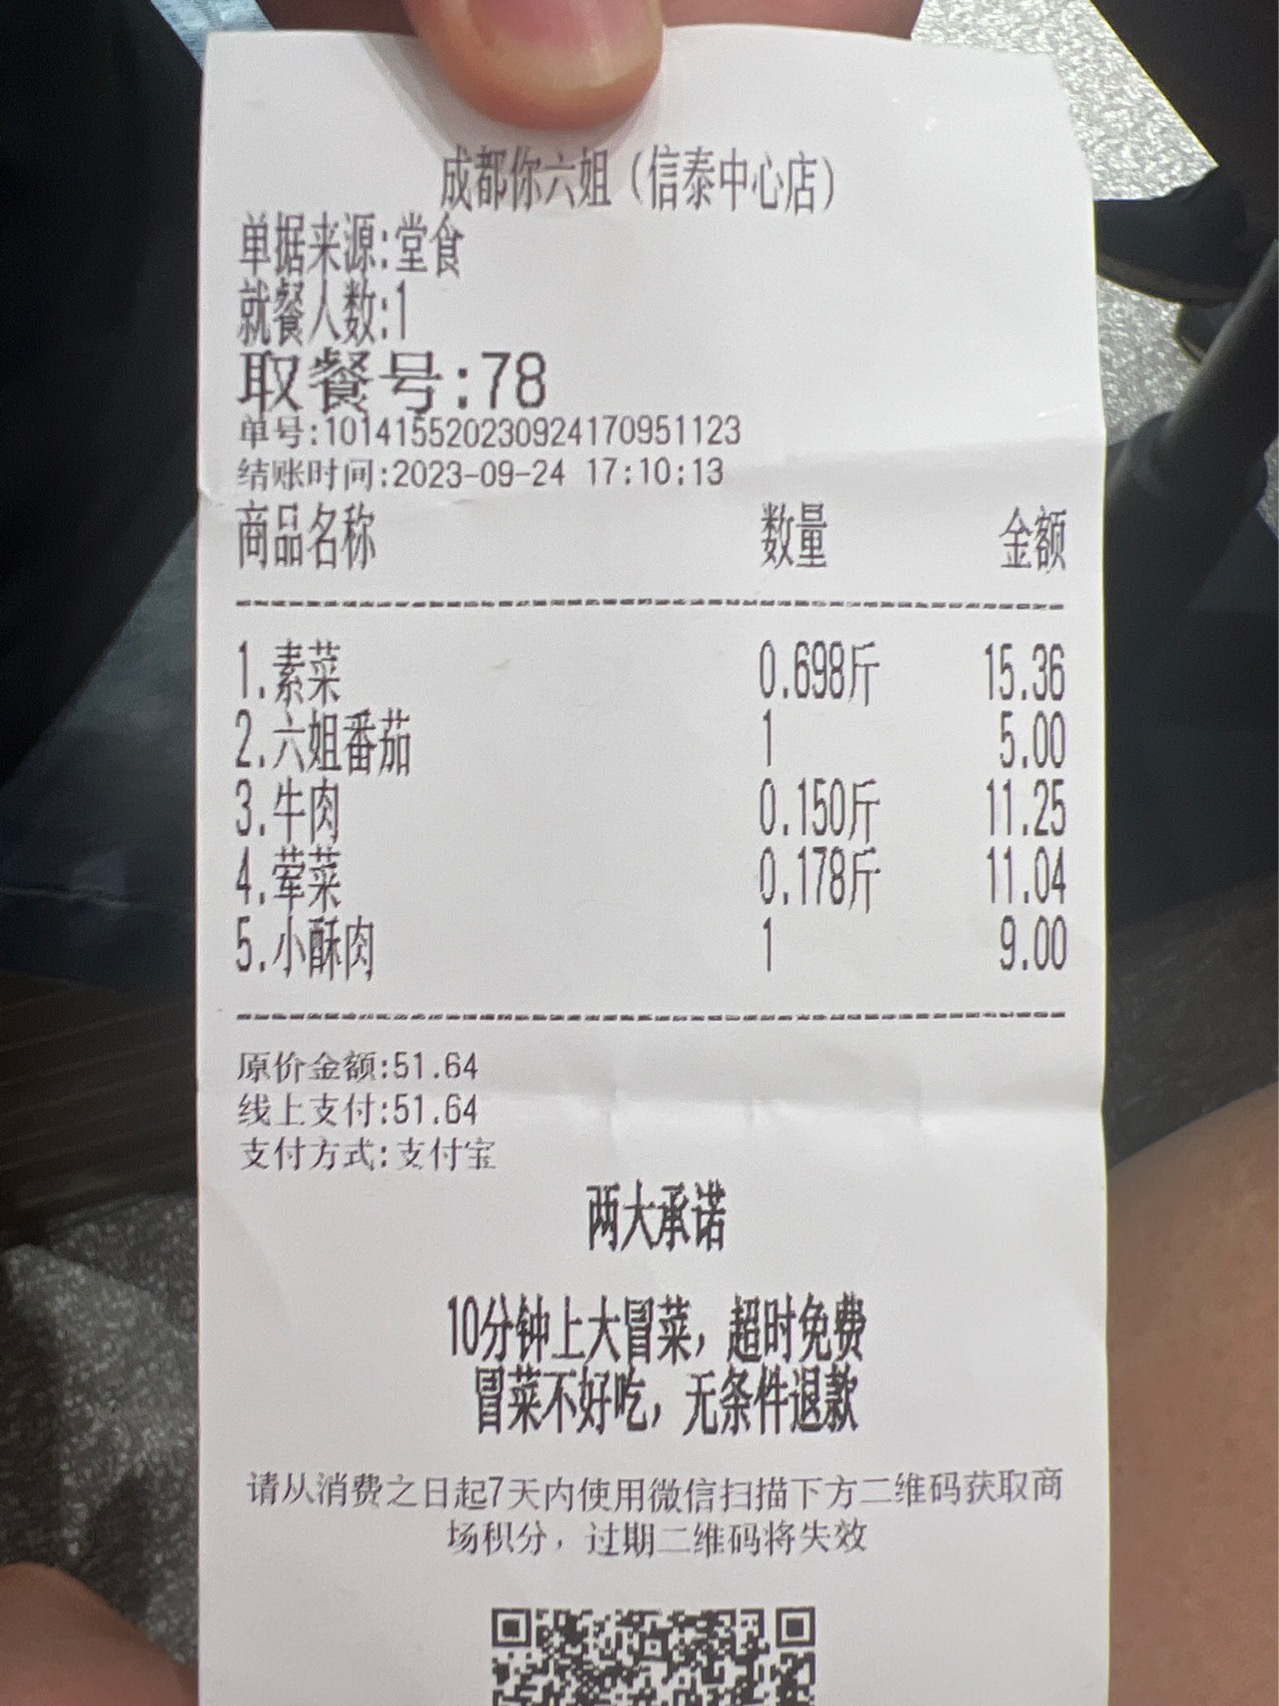 成都你六姐（信泰中心店）
单据来源:堂食
就餐人数:1
取餐号:78
单号:101415520230924170951123
结账时间:2023-09-24 17:10:13
商品名称 数量 金额
1.素菜 0.698斤 15.36
2.六姐番茄 1 5.00
3.牛肉 0.150斤 11.25
4.荤菜 0.178斤 11.04
5.小酥肉 1 9.00
原价金额:51.64
线上支付:51.64
支付方式:支付宝
两大承诺
10分钟上大冒菜，超时免费
冒菜不好吃，无条件退款
请从消费之日起7天内使用微信扫描下方二维码获取商
场积分，过期二维码将失效